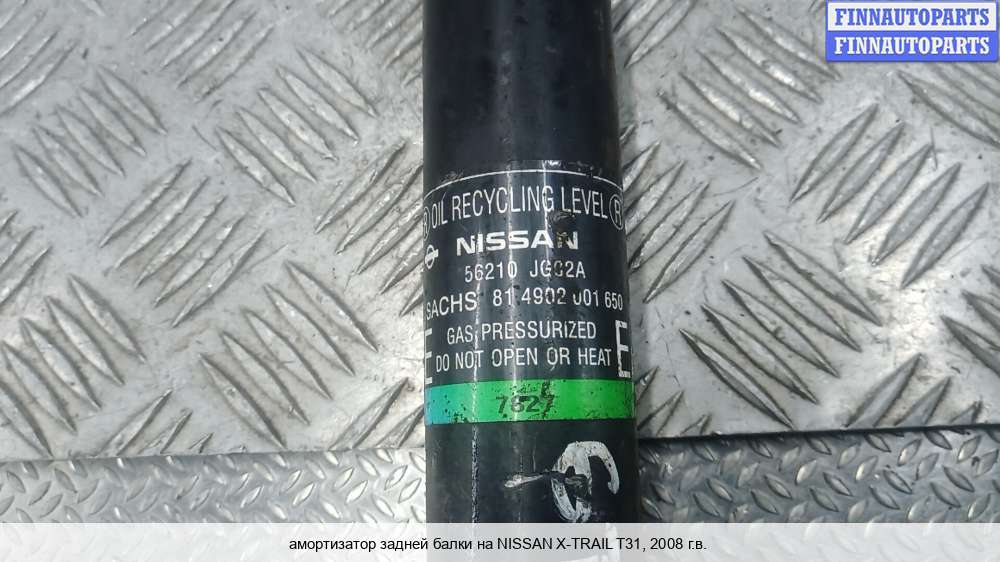 FINNAUTOPARTS
FINNAUTOPARTS
OIL RECYCLING LEVEL
NISSAN
56210
SACHS 81 4902 001 650
GAS PRESSURIZED
DO NOT OPEN OR HEAT
E
7627
амортизатор задней балки на NISSAN X-TRAIL T31, 2008 г.в.